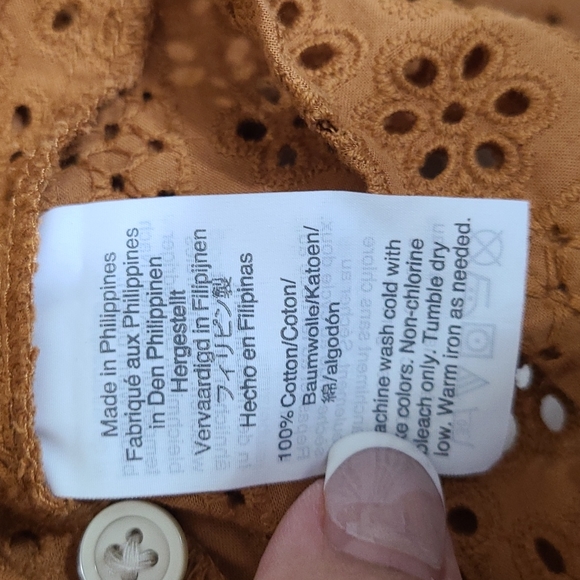 Made in Philippines
Fabriqué aux Philippines
in Den Philippinen
Hergestellt
Vervaardigd in Filipijnen
フィリピン製
Hecho en Filipinas
100% Cotton/Coton/
Baumwolle/Katoen/
綿/algodon
achine wash cold with
ke colors. Non-chlorine
bleach only. Tumble dry
low. Warm iron as needed.